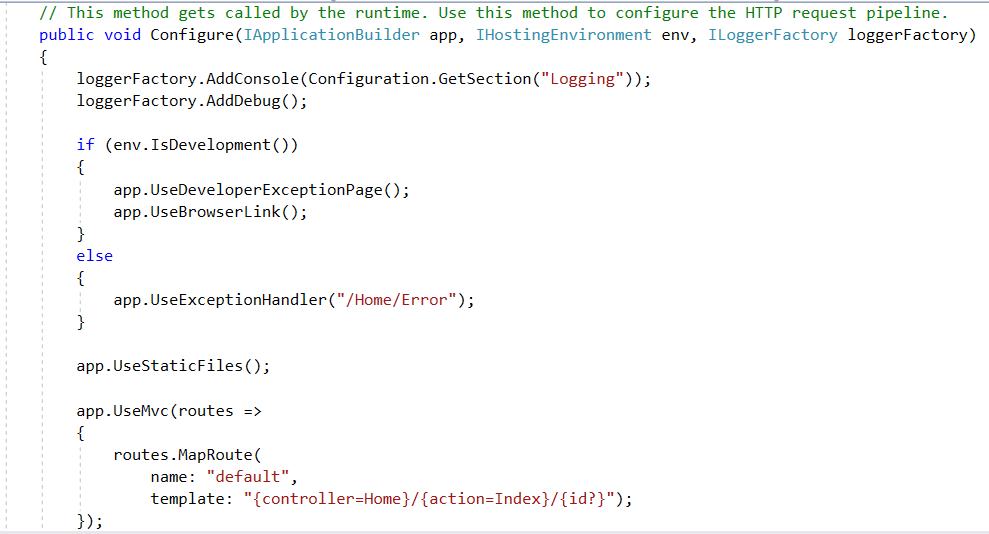 // This method gets called by the runtime. Use this method to configure the HTTP request pipeline.
public void Configure(IApplicationBuilder app, IHostingEnvironment env, ILoggerFactory loggerFactory)
{
    loggerFactory.AddConsole(Configuration.GetSection("Logging"));
    loggerFactory.AddDebug();

    if (env.IsDevelopment())
    {
        app.UseDeveloperExceptionPage();
        app.UseBrowserLink();
    }
    else
    {
        app.UseExceptionHandler("/Home/Error");
    }

    app.UseStaticFiles();

    app.UseMvc(routes =>
    {
        routes.MapRoute(
            name: "default",
            template: "{controller=Home}/{action=Index}/{id?}");
    });